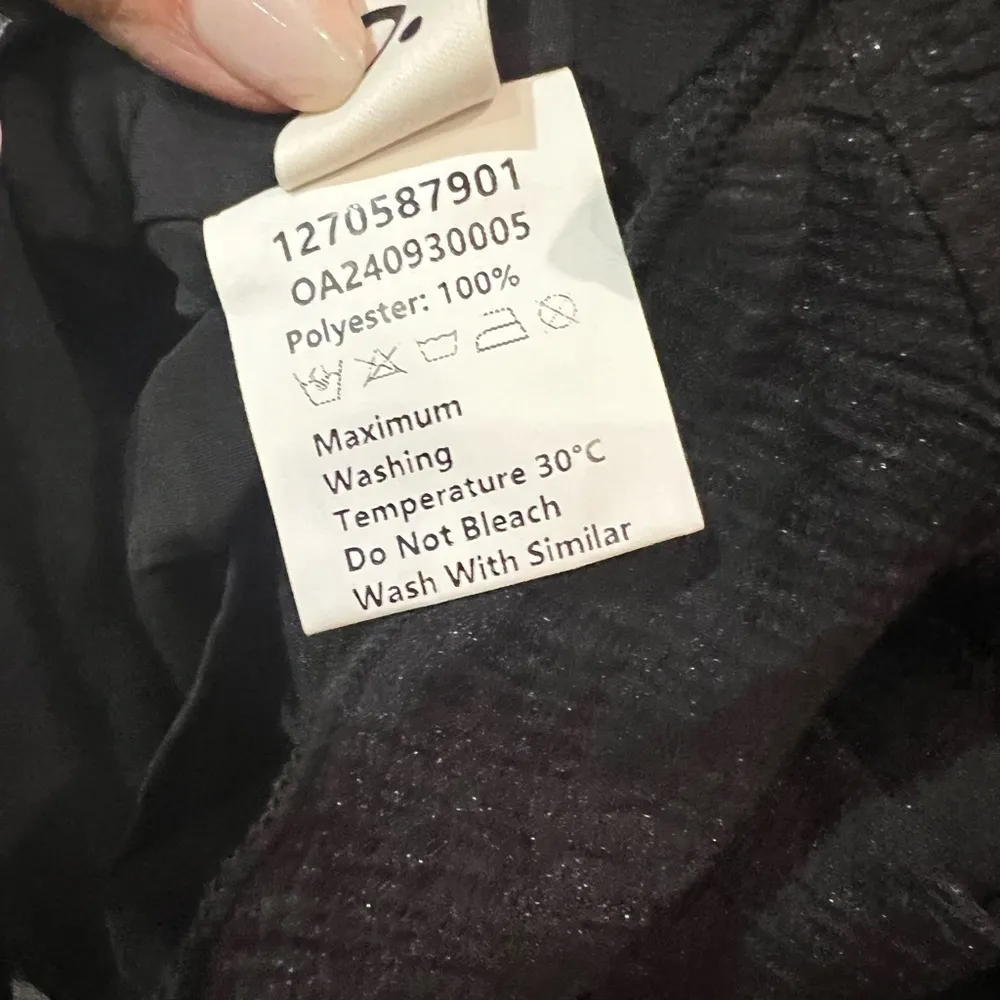 1270587901
OA240930005
Polyester: 100%
Maximum
Washing
Temperature 30°C
Do Not Bleach
Wash With Similar